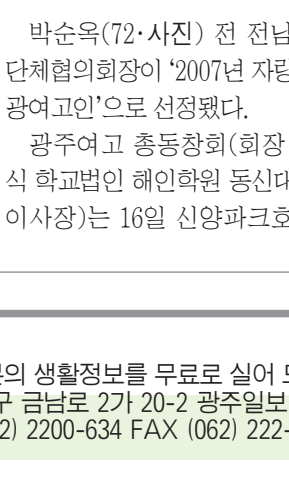 박순옥(72·사진) 전 전남
단체협의회장이 ‘2007년 자랑
광여고인’으로 선정됐다.
광주여고 총동창회(회장
식 학교법인 해인학원 동신대
이사장)는 16일 신양파크호
의 생활정보를 무료로 실어
구 금남로 2가 20-2 광주일보
2) 2200-634 FAX (062) 222-